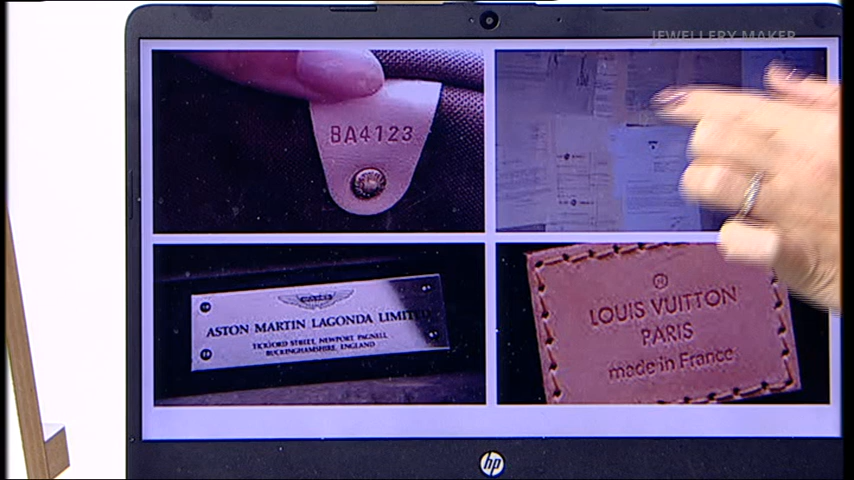 JEWELLERY MAKER
BA4123
ASTON MARTIN LAGONDA LIMITED
TICKFORD STREET, NEWPORT PAGNELL
BUCKINGHAMSHIRE, ENGLAND
®
LOUIS VUITTON
PARIS
made in France
hp